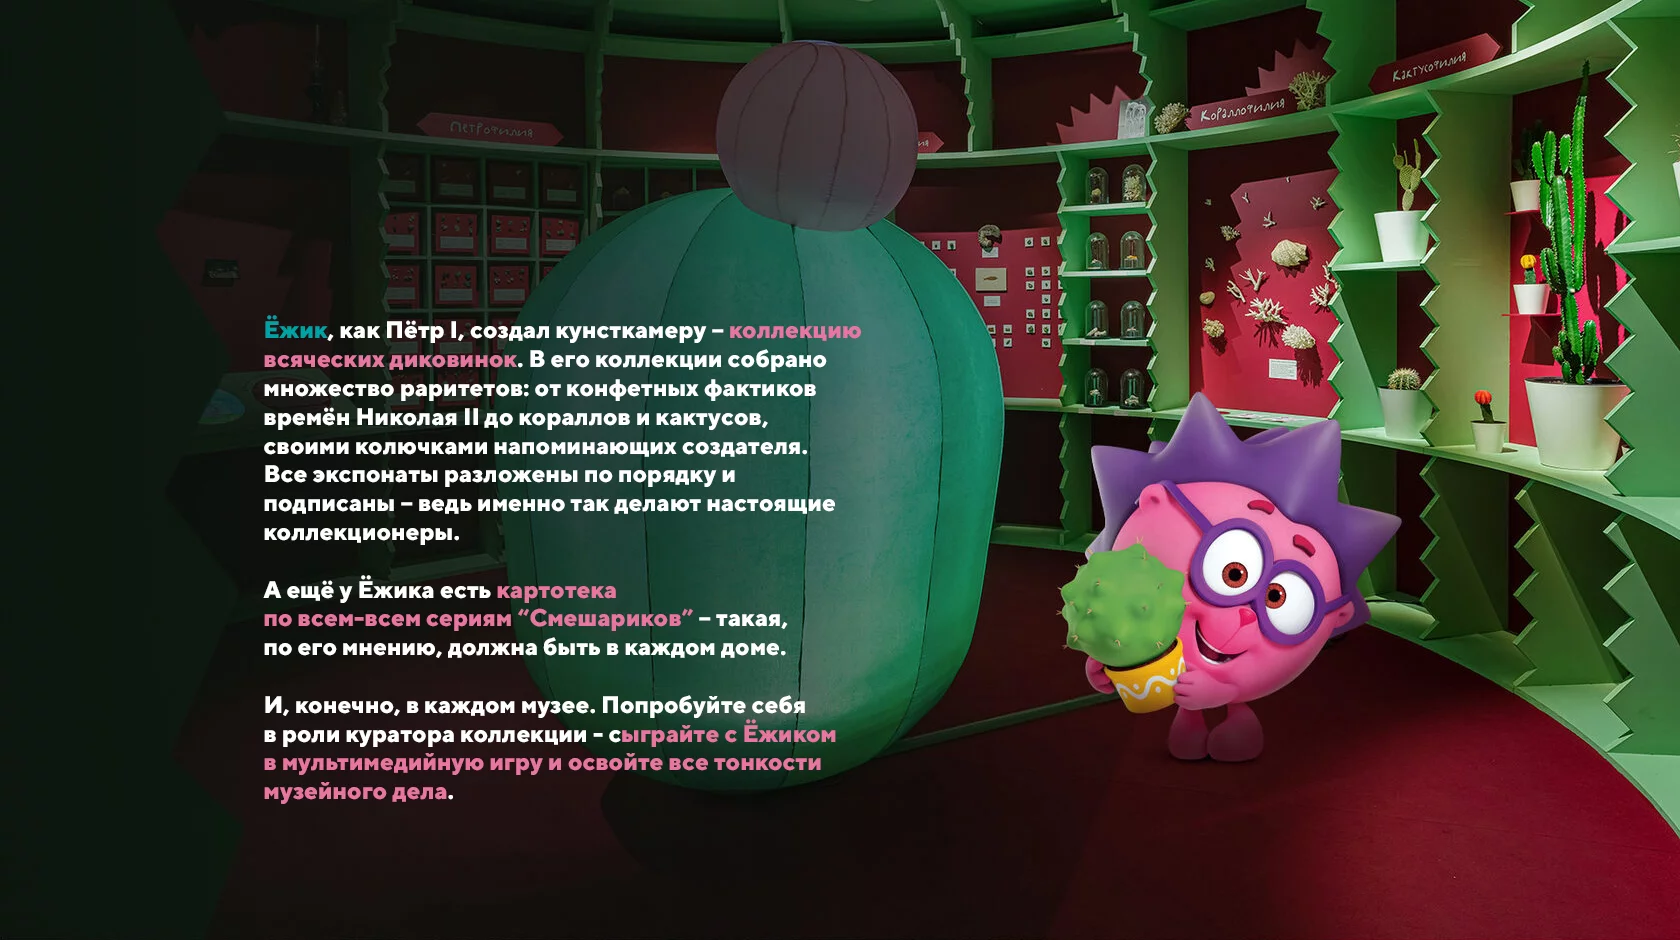 Петрофилия
Кораллофилия
Кактусофилия
Ёжик, как Пётр I, создал кунсткамеру – коллекцию
всяческих диковинок. В его коллекции собрано
множество раритетов: от конфетных фактиков
времён Николая II до кораллов и кактусов,
своими колючками напоминающих создателя.
Все экспонаты разложены по порядку и
подписаны – ведь именно так делают настоящие
коллекционеры.
А ещё у Ёжика есть картотека
по всем-всем сериям “Смешариков” – такая,
по его мнению, должна быть в каждом доме.
И, конечно, в каждом музее. Попробуйте себя
в роли куратора коллекции - сыграйте с Ёжиком
в мультимедийную игру и освойте все тонкости
музейного дела.